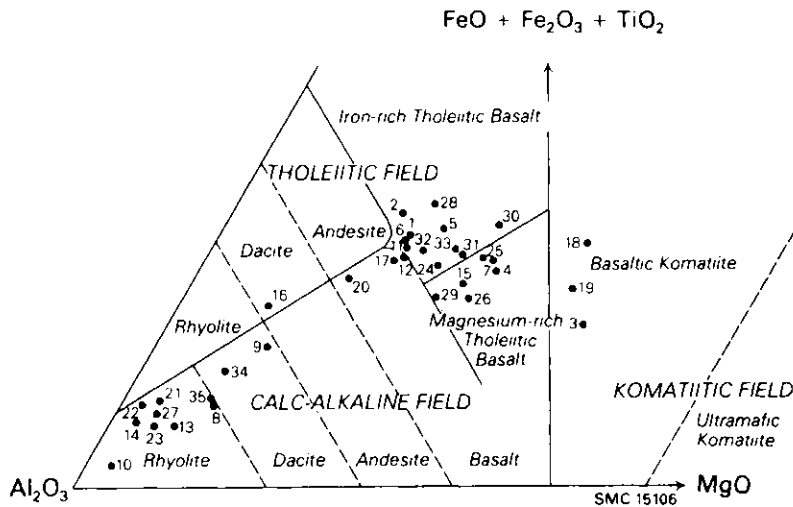 FeO + Fe₂O₃ + TiO₂
Iron-rich Tholeiitic Basalt
THOLEIITIC FIELD
2
28
Andesite
6
1
5
30
Dacite
11
32
33
31
25
18
17
12
24
7
4
Basaltic Komatiite
20
15
19
16
29
26
Rhyolite
Magnesium-rich
Tholeiitic
Basalt
3
9
34
KOMATIITIC FIELD
21
35
CALC-ALKALINE FIELD
22
27
8
Ultramafic
Komatiite
14
23
13
10
Rhyolite
Dacite
Andesite
Basalt
Al₂O₃
MgO
SMC 15106